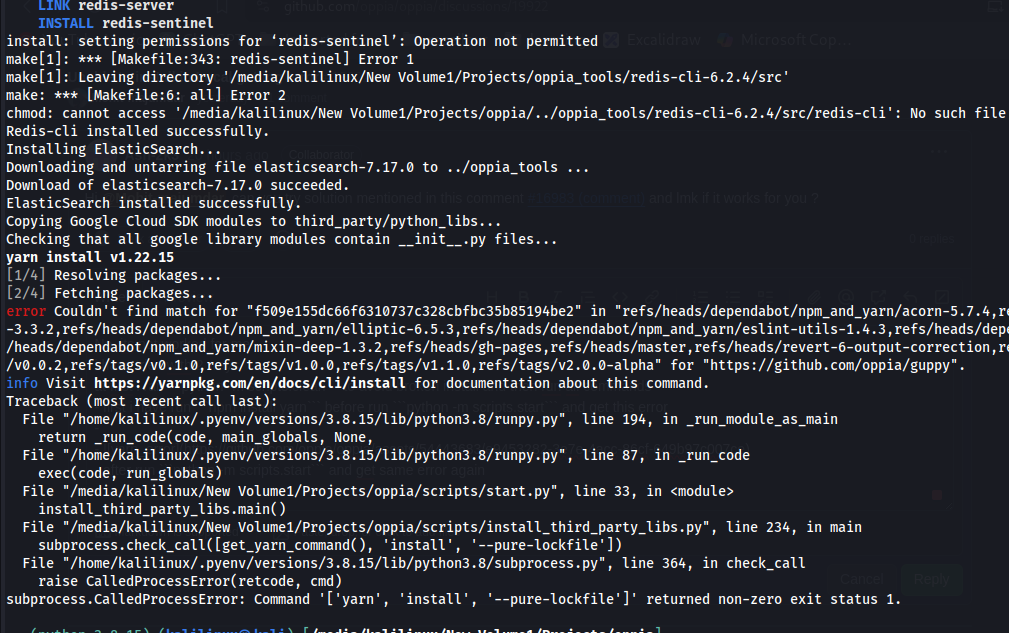 LINK redis-server
INSTALL redis-sentinel
install: setting permissions for ‘redis-sentinel’: Operation not permitted
make[1]: *** [Makefile:343: redis-sentinel] Error 1
make[1]: Leaving directory '/media/kalilinux/New Volume1/Projects/oppia_tools/redis-cli-6.2.4/src'
make: *** [Makefile:6: all] Error 2
chmod: cannot access '/media/kalilinux/New Volume1/Projects/oppia/../oppia_tools/redis-cli-6.2.4/src/redis-cli': No such file
Redis-cli installed successfully.
Installing ElasticSearch...
Downloading and untarring file elasticsearch-7.17.0 to ../oppia_tools ...
Download of elasticsearch-7.17.0 succeeded.
ElasticSearch installed successfully.
Copying Google Cloud SDK modules to third_party/python_libs...
Checking that all google library modules contain __init__.py files...
yarn install v1.22.15
[1/4] Resolving packages...
[2/4] Fetching packages...
error Couldn't find match for "f509e155dc66f6310737c328cbfbc35b85194be2" in "refs/heads/dependabot/npm_and_yarn/acorn-5.7.4,r
-3.3.2,refs/heads/dependabot/npm_and_yarn/elliptic-6.5.3,refs/heads/dependabot/npm_and_yarn/eslint-utils-1.4.3,refs/heads/dep
/heads/dependabot/npm_and_yarn/mixin-deep-1.3.2,refs/heads/gh-pages,refs/heads/master,refs/heads/revert-6-output-correction,r
/v0.0.2,refs/tags/v0.1.0,refs/tags/v1.0.0,refs/tags/v1.1.0,refs/tags/v2.0.0-alpha" for "https://github.com/oppia/guppy".
info Visit https://yarnpkg.com/en/docs/cli/install for documentation about this command.
Traceback (most recent call last):
File "/home/kalilinux/.pyenv/versions/3.8.15/lib/python3.8/runpy.py", line 194, in _run_module_as_main
return _run_code(code, main_globals, None,
File "/home/kalilinux/.pyenv/versions/3.8.15/lib/python3.8/runpy.py", line 87, in _run_code
exec(code, run_globals)
File "/media/kalilinux/New Volume1/Projects/oppia/scripts/start.py", line 33, in <module>
install_third_party_libs.main()
File "/media/kalilinux/New Volume1/Projects/oppia/scripts/install_third_party_libs.py", line 234, in main
subprocess.check_call([get_yarn_command(), 'install', '--pure-lockfile'])
File "/home/kalilinux/.pyenv/versions/3.8.15/lib/python3.8/subprocess.py", line 364, in check_call
raise CalledProcessError(retcode, cmd)
subprocess.CalledProcessError: Command '['yarn', 'install', '--pure-lockfile']' returned non-zero exit status 1.
(python-3.8.15) (kalilinux@kali) [/media/kalilinux/New Volume1/Projects/oppia]